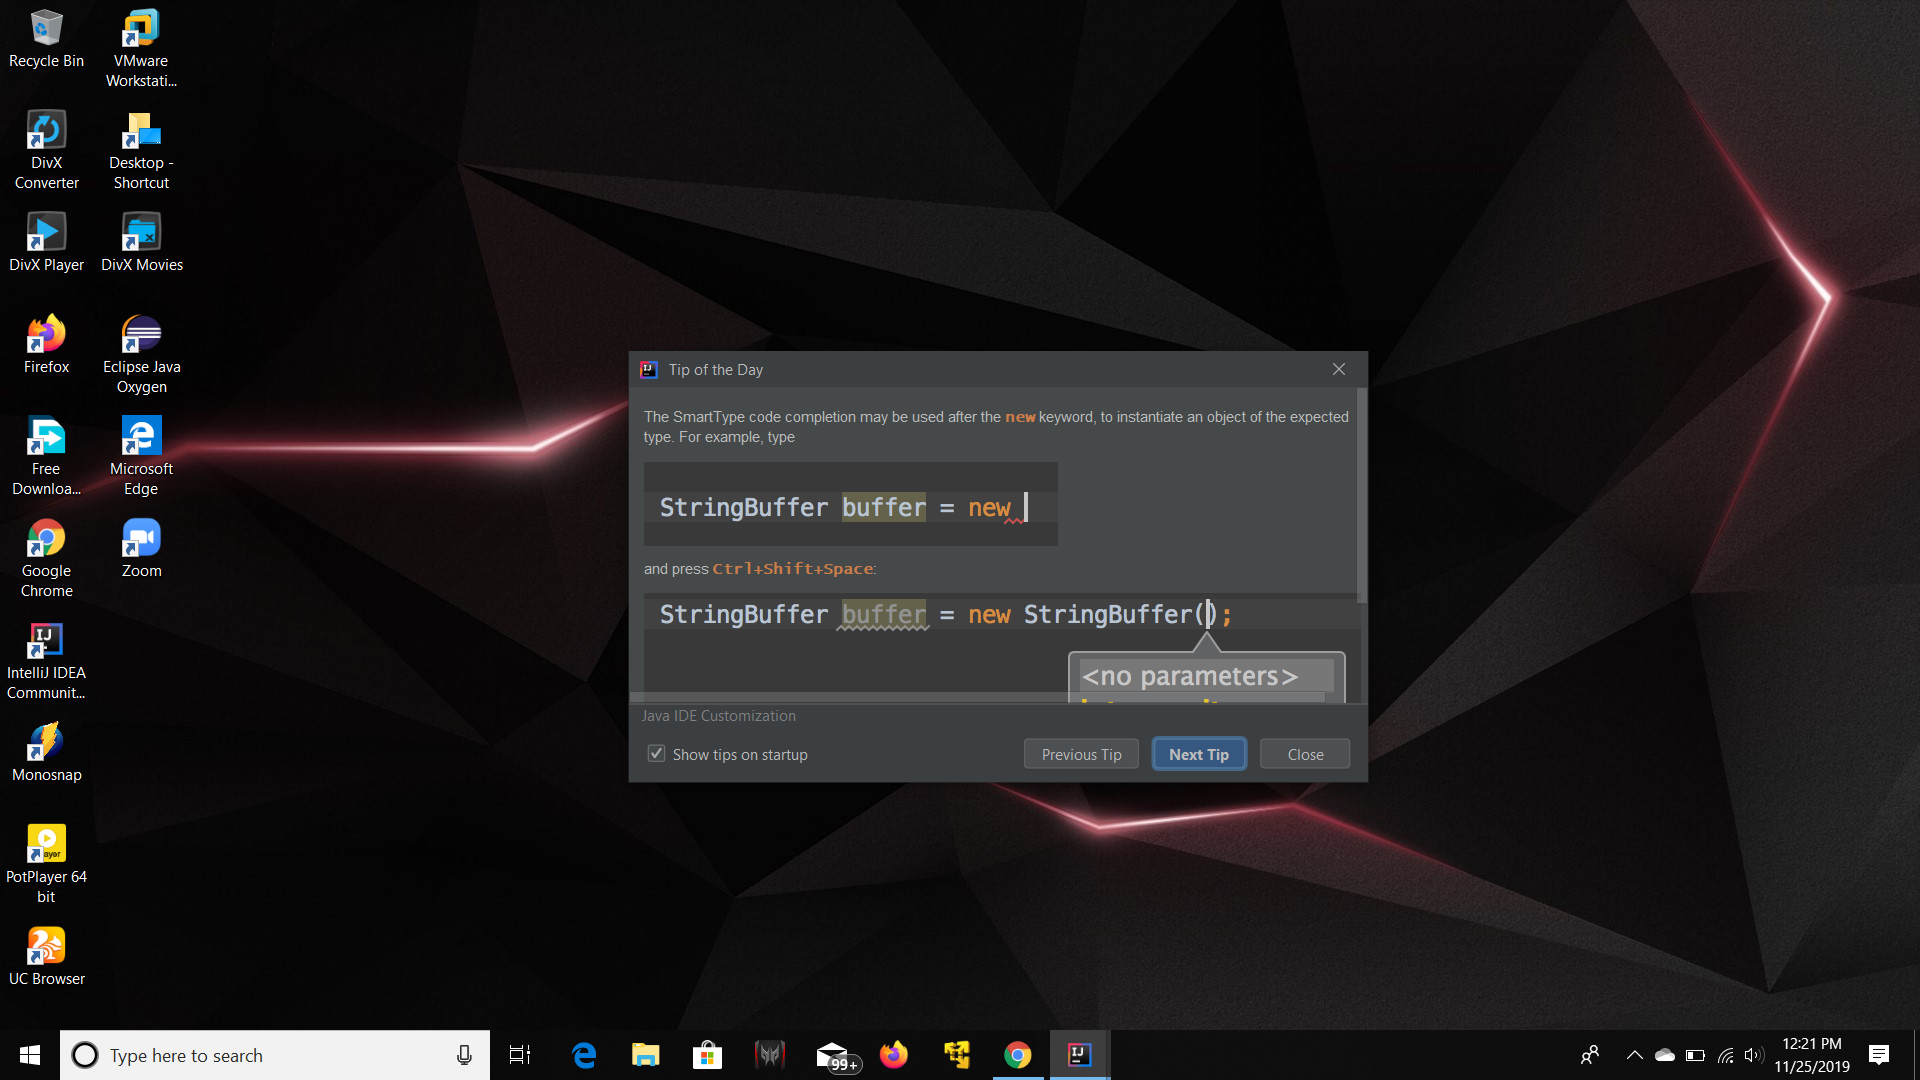 Recycle Bin
VMware
Workstati...
DivX
Converter
Desktop -
Shortcut
DivX Player
DivX Movies
Firefox
Eclipse Java
Oxygen
Free
Downloa...
Microsoft
Edge
Google
Chrome
Zoom
IJ
IntelliJ IDEA
Communit...
Monosnap
ayer
PotPlayer 64
bit
UC Browser
IJ
Tip of the Day
The SmartType code completion may be used after the new keyword, to instantiate an object of the expected
type. For example, type
StringBuffer buffer = new
and press Ctrl+Shift+Space:
StringBuffer buffer = new StringBuffer();
<no parameters>
Java IDE Customization
Show tips on startup
Previous Tip
Next Tip
Close
Type here to search
99+
IJ
12:21 PM
11/25/2019